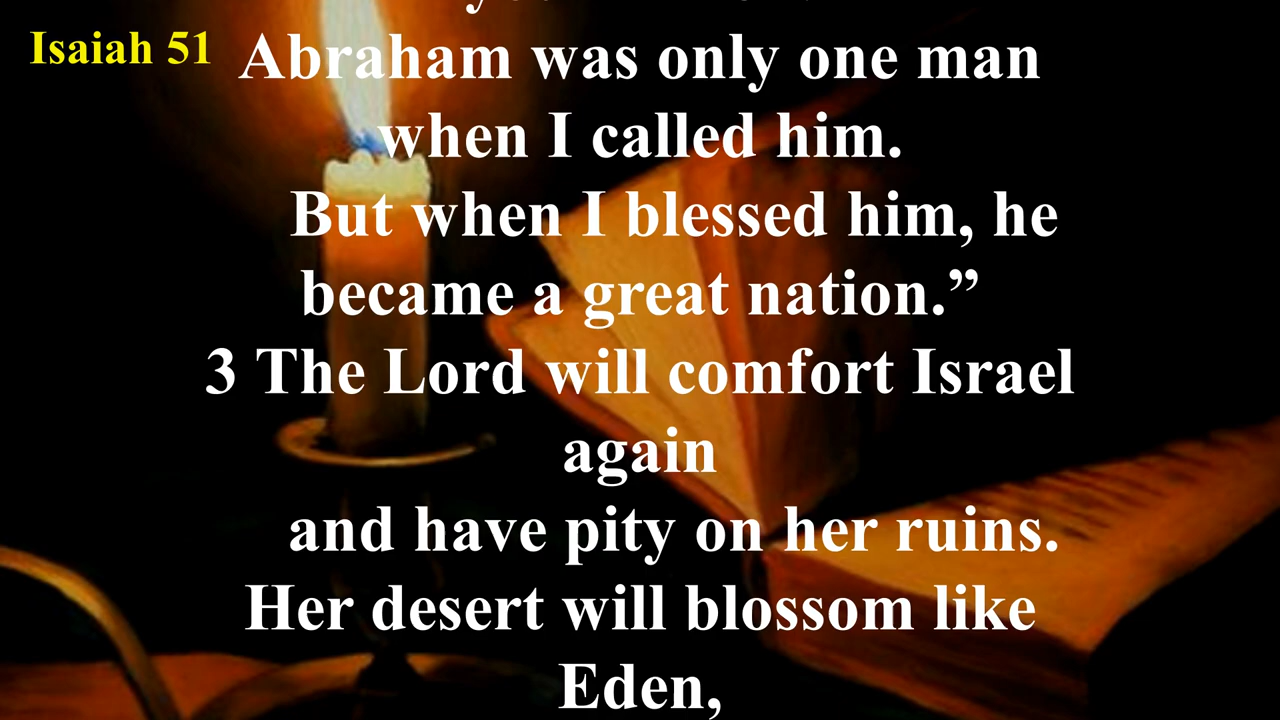 Isaiah 51
Abraham was only one man
when I called him.
But when I blessed him, he
became a great nation.”
3 The Lord will comfort Israel
again
and have pity on her ruins.
Her desert will blossom like
Eden,